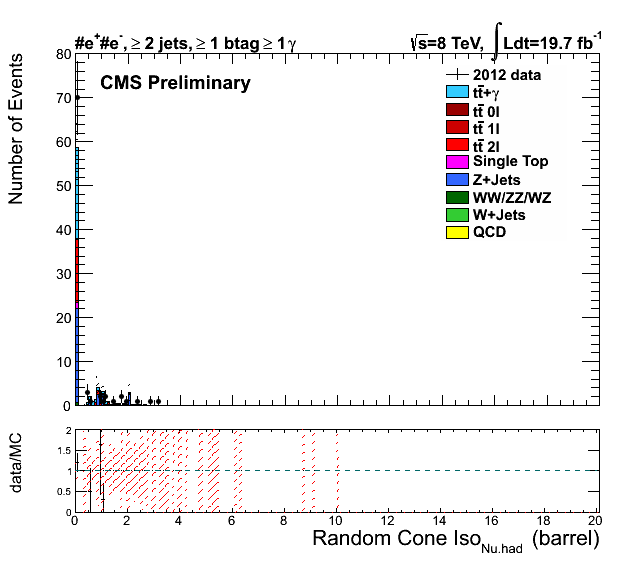 #e⁺#e⁻, ≥ 2 jets, ≥ 1 btag ≥ 1 γ
√s=8 TeV, ∫ Ldt=19.7 fb⁻¹
CMS Preliminary
2012 data
tt̄+γ
tt̄ 0l
tt̄ 1l
tt̄ 2l
Single Top
Z+Jets
WW/ZZ/WZ
W+Jets
QCD
Number of Events
80
70
60
50
40
30
20
10
0
data/MC
2
1.5
1
0.5
0
0 2 4 6 8 10 12 14 16 18 20
Random Cone Iso_Nu.had (barrel)